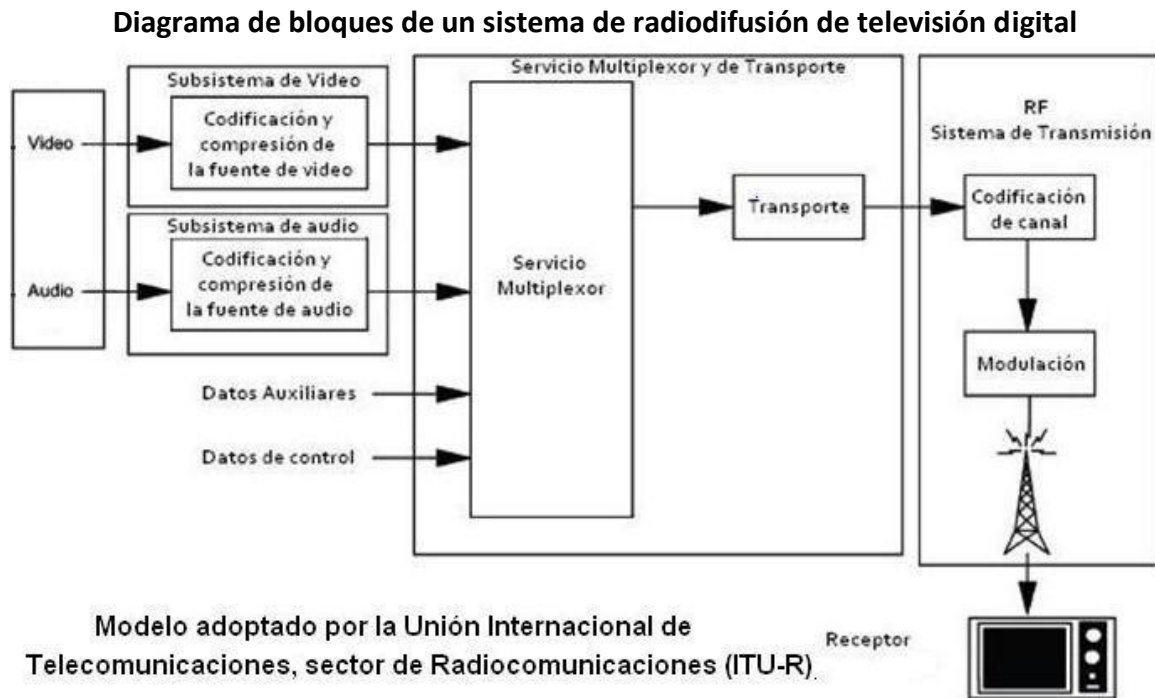 Diagrama de bloques de un sistema de radiodifusión de televisión digital
Video
Audio
Subsistema de Video
Codificación y
compresión de
la fuente de video
Subsistema de audio
Codificación y
compresión de
la fuente de audio
Datos Auxiliares
Datos de control
Servicio Multiplexor y de Transporte
Servicio
Multiplexor
Transporte
RF
Sistema de Transmisión
Codificación
de canal
Modulación
Receptor
Modelo adoptado por la Unión Internacional de
Telecomunicaciones, sector de Radiocomunicaciones (ITU-R).